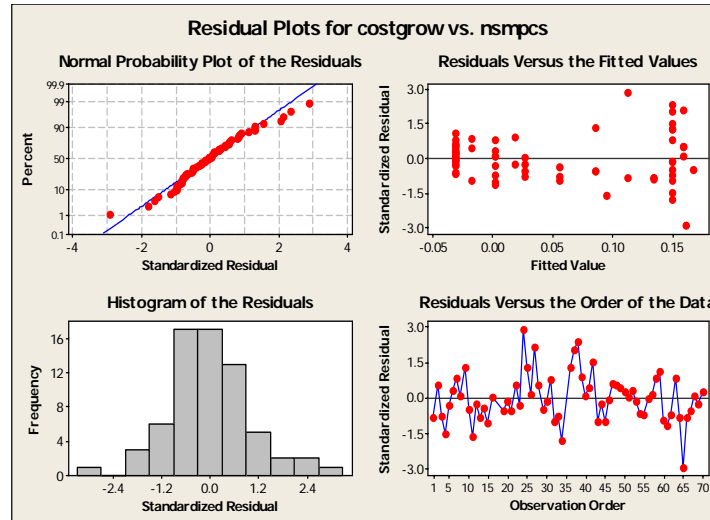 Residual Plots for costgrow vs. nsmpcs
Normal Probability Plot of the Residuals
Percent
99.9
99
90
50
10
1
0.1
-4 -2 0 2 4
Standardized Residual
Residuals Versus the Fitted Values
Standardized Residual
3.0
1.5
0.0
-1.5
-3.0
-0.05 0.00 0.05 0.10 0.15
Fitted Value
Histogram of the Residuals
Frequency
16
12
8
4
0
-2.4 -1.2 0.0 1.2 2.4
Standardized Residual
Residuals Versus the Order of the Data
Standardized Residual
3.0
1.5
0.0
-1.5
-3.0
1 5 10 15 20 25 30 35 40 45 50 55 60 65 70
Observation Order